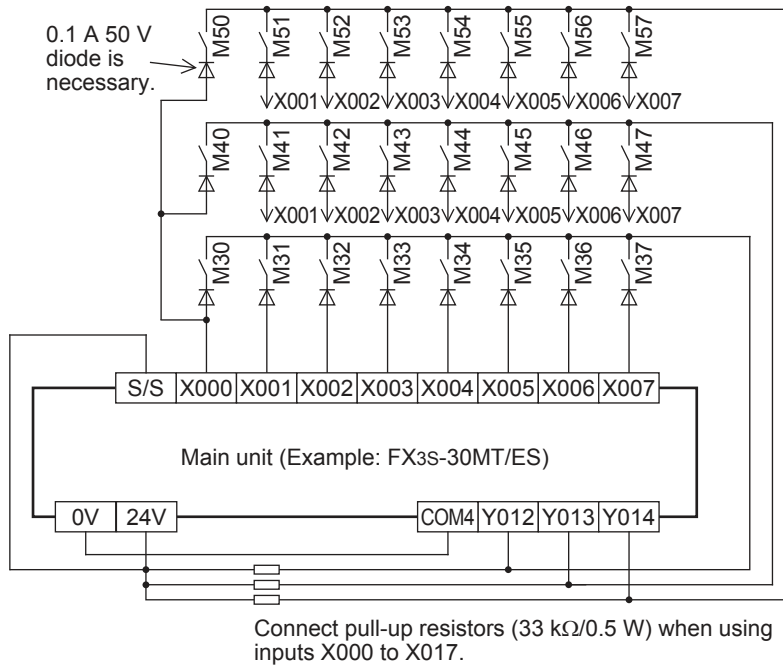 0.1 A 50 V
diode is
necessary.
M50 M51 M52 M53 M54 M55 M56 M57
X001 X002 X003 X004 X005 X006 X007
M40 M41 M42 M43 M44 M45 M46 M47
X001 X002 X003 X004 X005 X006 X007
M30 M31 M32 M33 M34 M35 M36 M37
S/S X000 X001 X002 X003 X004 X005 X006 X007
Main unit (Example: FX3S-30MT/ES)
0V 24V COM4 Y012 Y013 Y014
Connect pull-up resistors (33 kΩ/0.5 W) when using
inputs X000 to X017.